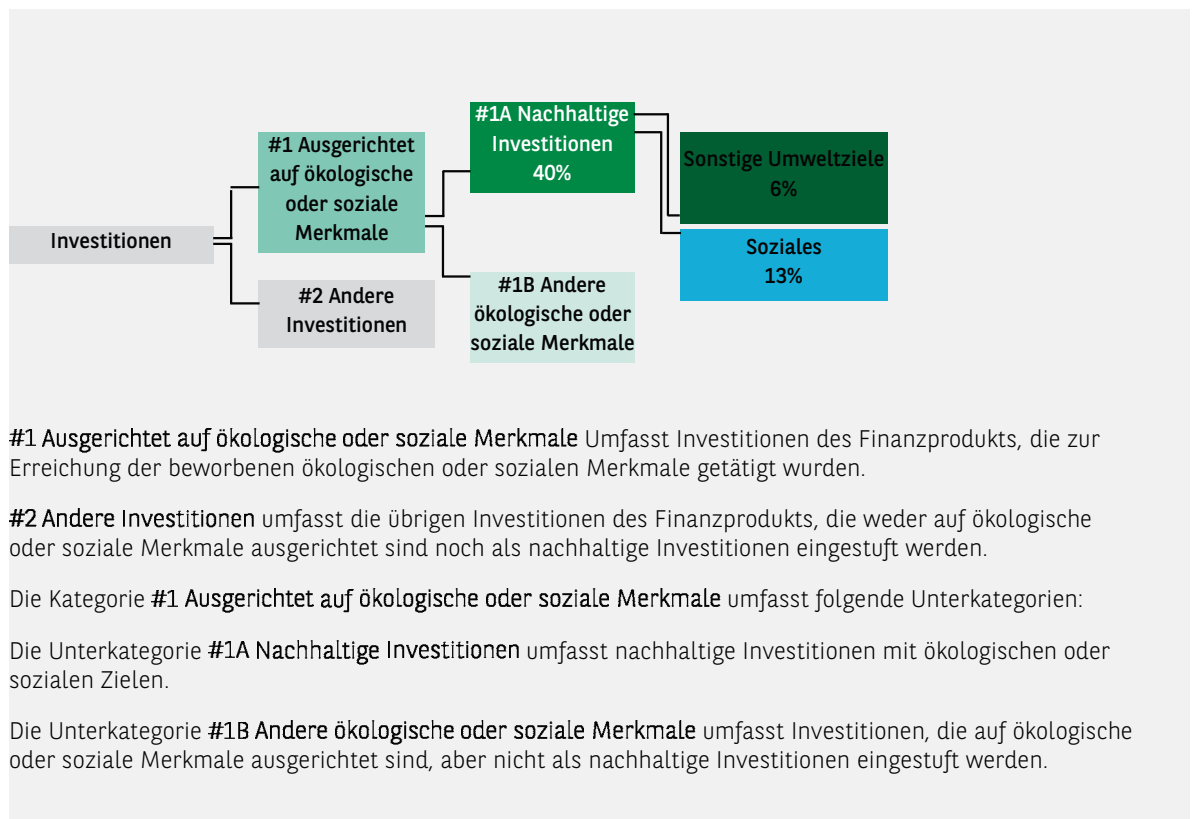 Investitionen
#1 Ausgerichtet
auf ökologische
oder soziale
Merkmale
#2 Andere
Investitionen
#1A Nachhaltige
Investitionen
40%
#1B Andere
ökologische oder
soziale Merkmale
Sonstige Umweltziele
6%
Soziales
13%
#1 Ausgerichtet auf ökologische oder soziale Merkmale Umfasst Investitionen des Finanzprodukts, die zur
Erreichung der beworbenen ökologischen oder sozialen Merkmale getätigt wurden.
#2 Andere Investitionen umfasst die übrigen Investitionen des Finanzprodukts, die weder auf ökologische
oder soziale Merkmale ausgerichtet sind noch als nachhaltige Investitionen eingestuft werden.
Die Kategorie #1 Ausgerichtet auf ökologische oder soziale Merkmale umfasst folgende Unterkategorien:
Die Unterkategorie #1A Nachhaltige Investitionen umfasst nachhaltige Investitionen mit ökologischen oder
sozialen Zielen.
Die Unterkategorie #1B Andere ökologische oder soziale Merkmale umfasst Investitionen, die auf ökologische
oder soziale Merkmale ausgerichtet sind, aber nicht als nachhaltige Investitionen eingestuft werden.